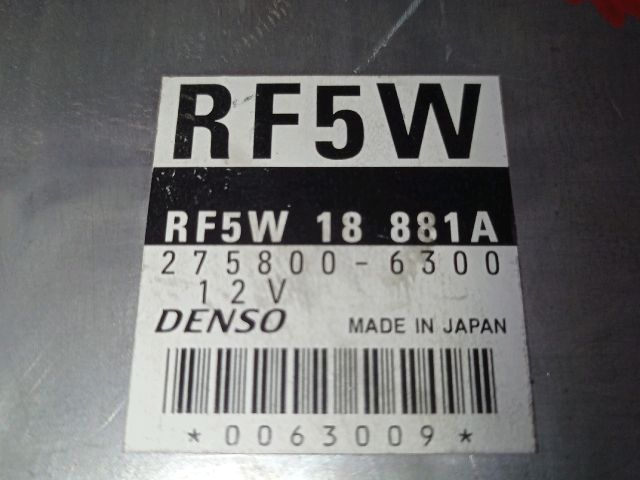 RF5W
RF5W 18 881A
275800-6300
12V
DENSO MADE IN JAPAN
*0063009*